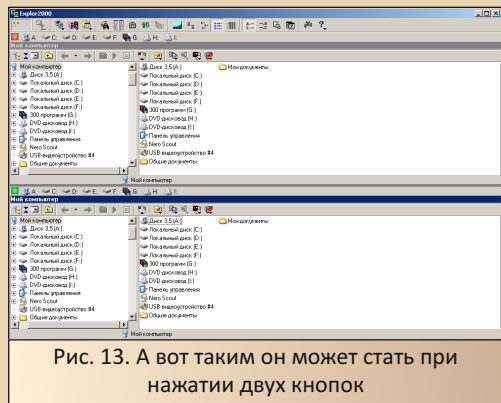 Explor2000
A: C: D: E: F: G: H: I:
Мой компьютер
Мой компьютер
Диск 3,5 (A:)
Локальный диск (C:)
Локальный диск (D:)
Локальный диск (E:)
Локальный диск (F:)
300 программ (G:)
DVD-дисковод (H:)
DVD-дисковод (I:)
Панель управления
Nero Scout
USB-видеоустройство #4
Общие документы
Диск 3,5 (A:)
Локальный диск (C:)
Локальный диск (D:)
Локальный диск (E:)
Локальный диск (F:)
300 программ (G:)
DVD-дисковод (H:)
DVD-дисковод (I:)
Панель управления
Nero Scout
USB-видеоустройство #4
Общие документы
Мои документы
Мой компьютер
A: C: D: E: F: G: H: I:
Мой компьютер
Мой компьютер
Диск 3,5 (A:)
Локальный диск (C:)
Локальный диск (D:)
Локальный диск (E:)
Локальный диск (F:)
300 программ (G:)
DVD-дисковод (H:)
DVD-дисковод (I:)
Панель управления
Nero Scout
USB-видеоустройство #4
Общие документы
Диск 3,5 (A:)
Локальный диск (C:)
Локальный диск (D:)
Локальный диск (E:)
Локальный диск (F:)
300 программ (G:)
DVD-дисковод (H:)
DVD-дисковод (I:)
Панель управления
Nero Scout
USB-видеоустройство #4
Общие документы
Мои документы
Мой компьютер
Рис. 13. А вот таким он может стать при
нажатии двух кнопок